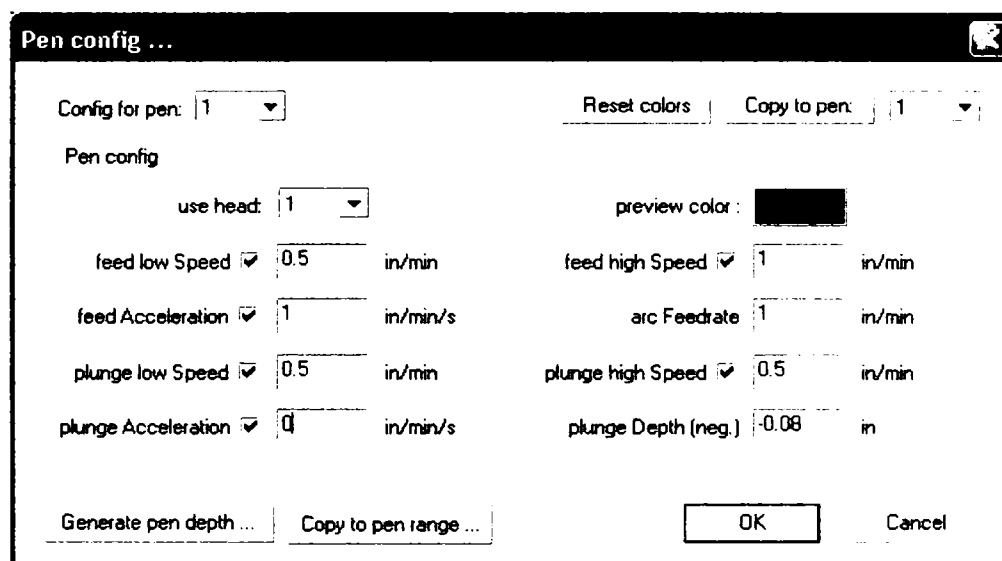 Pen config ...
Config for pen: 1 Reset colors Copy to pen: 1
Pen config
use head: 1 preview color :
feed low Speed 0.5 in/min feed high Speed 1 in/min
feed Acceleration 1 in/min/s arc Feedrate 1 in/min
plunge low Speed 0.5 in/min plunge high Speed 0.5 in/min
plunge Acceleration 0 in/min/s plunge Depth (neg.) -0.08 in
Generate pen depth ... Copy to pen range ... OK Cancel